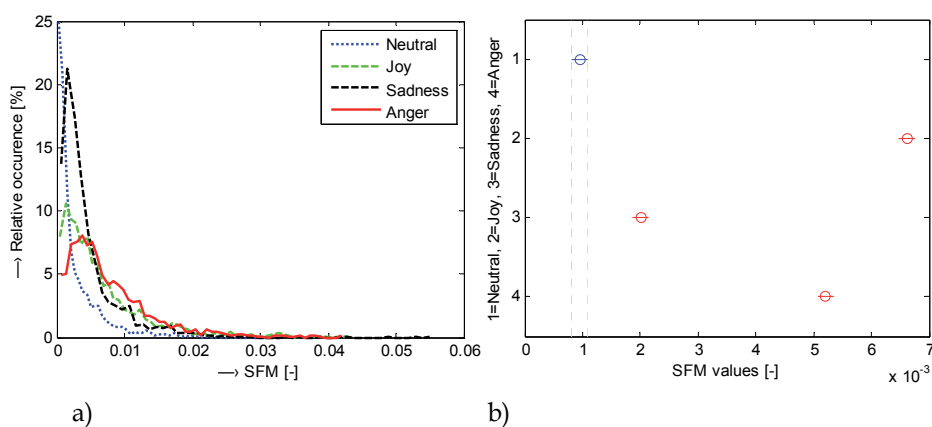 25
20
15
10
5
0
—> Relative occurence [%]
Neutral
Joy
Sadness
Anger
0 0.01 0.02 0.03 0.04 0.05 0.06
—> SFM [-]
a)
1=Neutral, 2=Joy, 3=Sadness, 4=Anger
1
2
3
4
0 1 2 3 4 5 6 7
SFM values [-]
x 10⁻³
b)